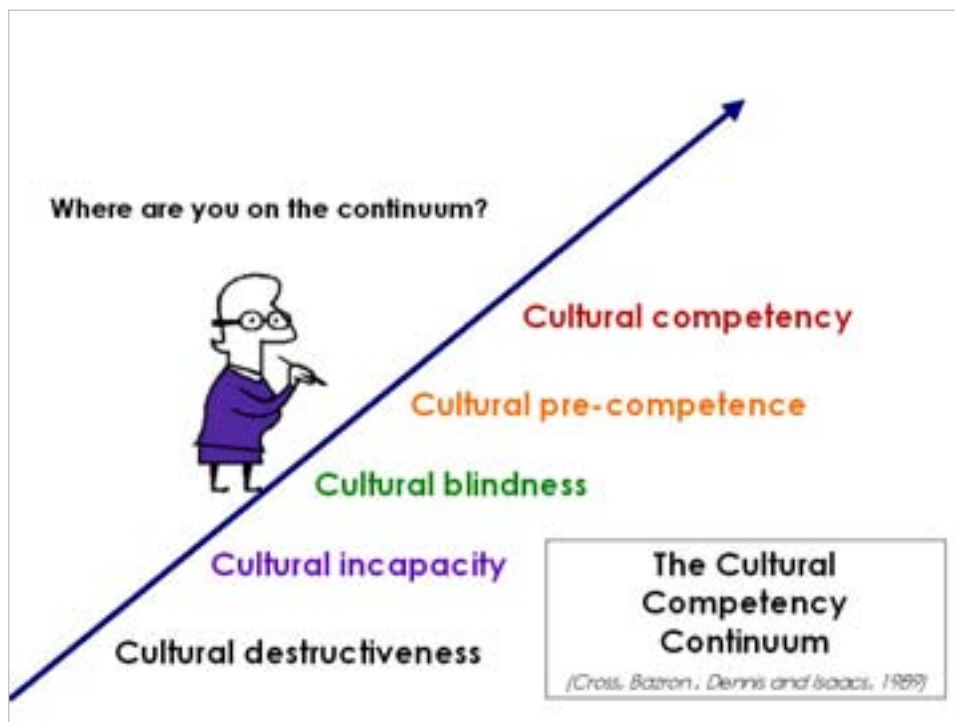 Where are you on the continuum?
Cultural competency
Cultural pre-competence
Cultural blindness
Cultural incapacity
Cultural destructiveness
The Cultural
Competency
Continuum
(Cross, Bazron , Dennis and Isaacs, 1989)